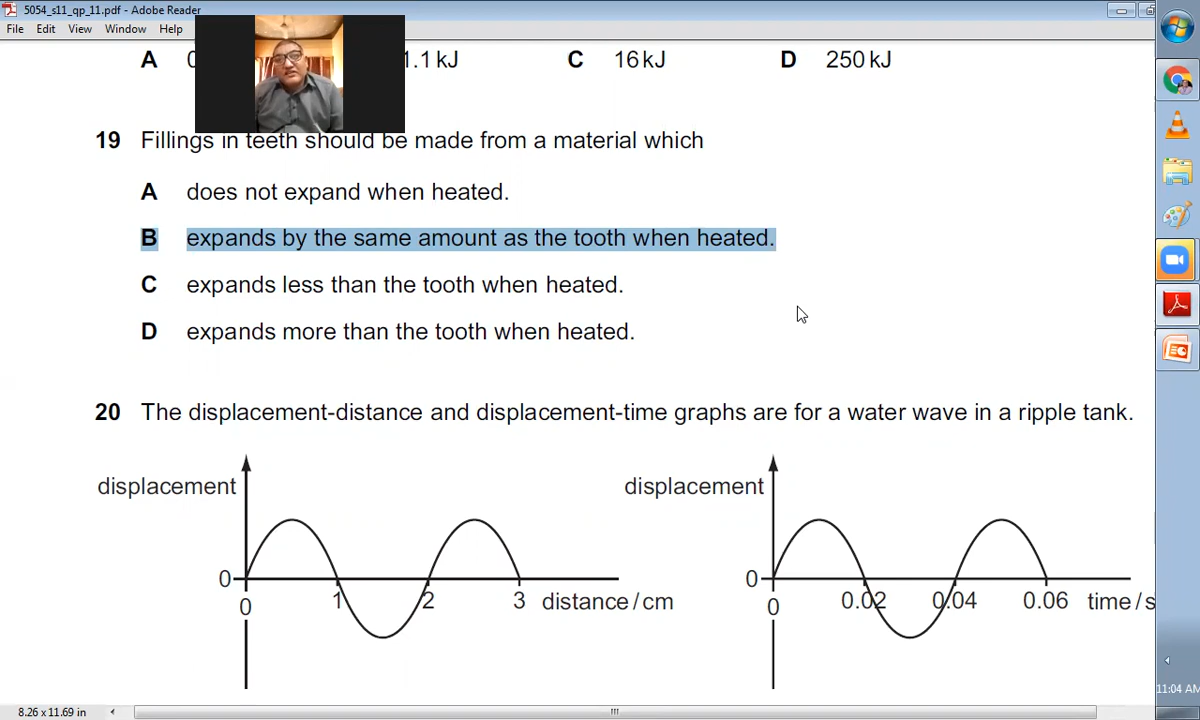 5054_s11_qp_11.pdf - Adobe Reader
File Edit View Window Help
A C 16 kJ D 250 kJ
19 Fillings in teeth should be made from a material which
A does not expand when heated.
B expands by the same amount as the tooth when heated.
C expands less than the tooth when heated.
D expands more than the tooth when heated.
20 The displacement-distance and displacement-time graphs are for a water wave in a ripple tank.
displacement displacement
0 0
0 1 2 3 distance / cm 0 0.02 0.04 0.06 time / s
8.26 x 11.69 in
11:04 AM